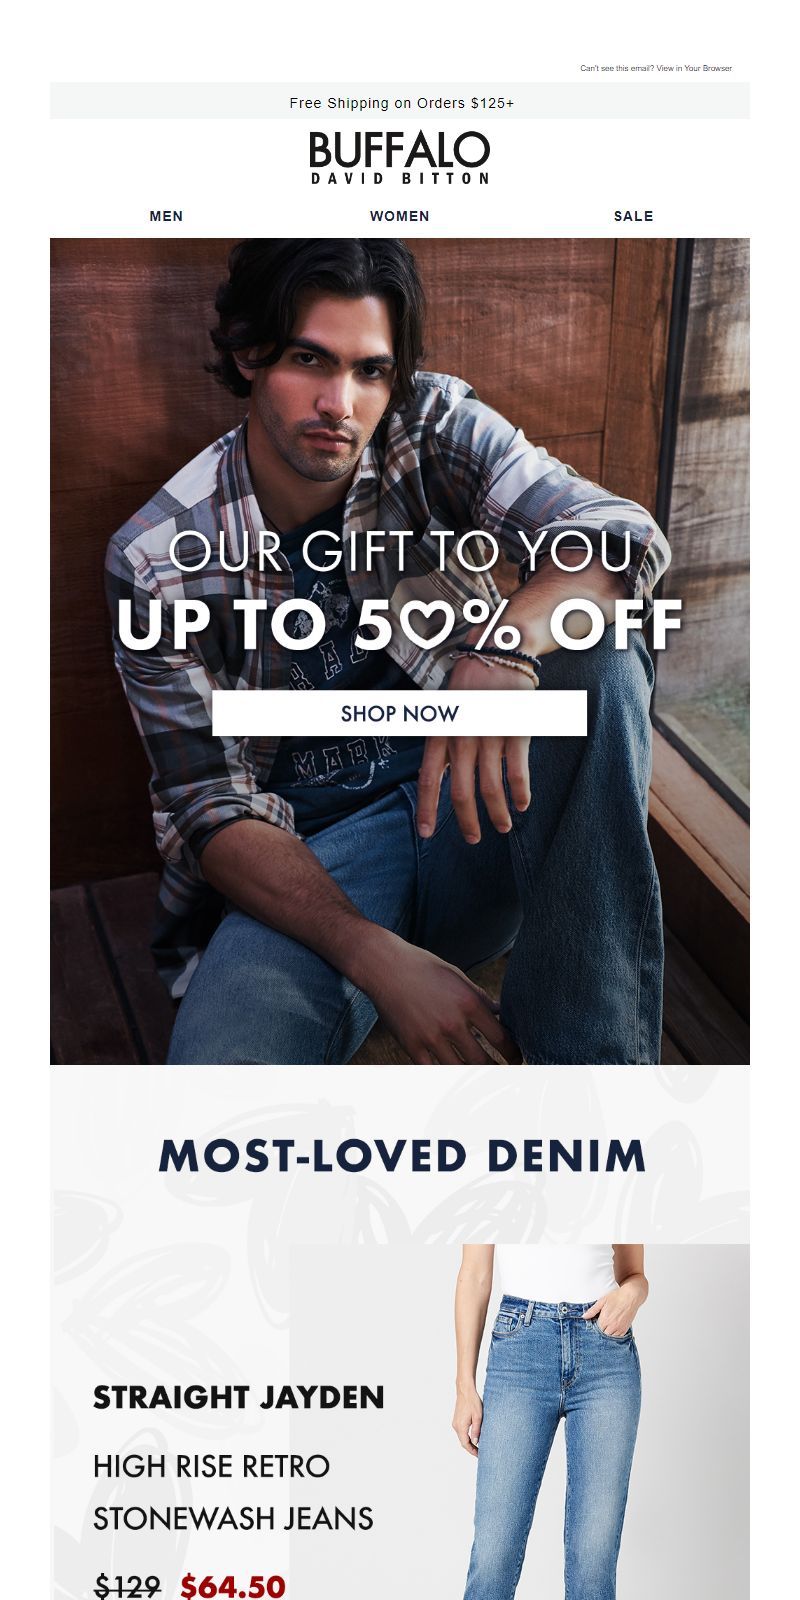 Can't see this email? View in Your Browser
Free Shipping on Orders $125+
BUFFALO
DAVID BITTON
MEN WOMEN SALE
OUR GIFT TO YOU
UP TO 50% OFF
SHOP NOW
MARK
MOST-LOVED DENIM
STRAIGHT JAYDEN
HIGH RISE RETRO
STONEWASH JEANS
$129 $64.50